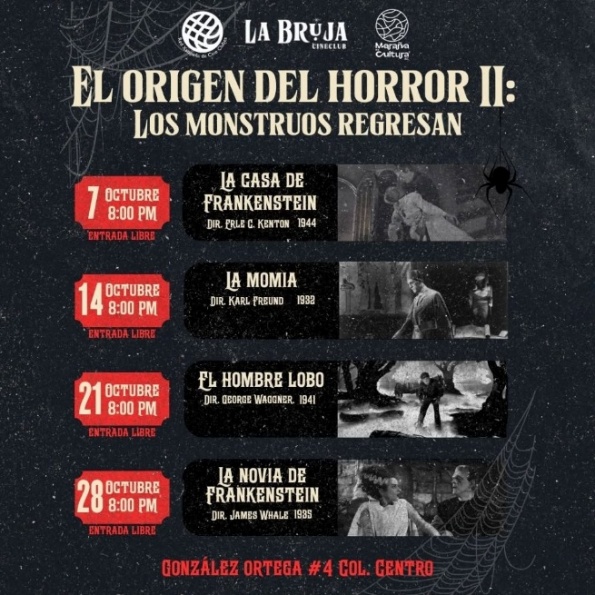 La Bruja
Cineclub
Maraña
Cultura
El origen del horror II:
Los monstruos regresan
7 Octubre
8:00 PM
Entrada libre
La casa de
Frankenstein
Dir. Erle C. Kenton 1944
14 Octubre
8:00 PM
Entrada libre
La momia
Dir. Karl Freund 1932
21 Octubre
8:00 PM
Entrada libre
El hombre lobo
Dir. George Waggner 1941
28 Octubre
8:00 PM
Entrada libre
La novia de
Frankenstein
Dir. James Whale 1935
González Ortega #4 Col. Centro